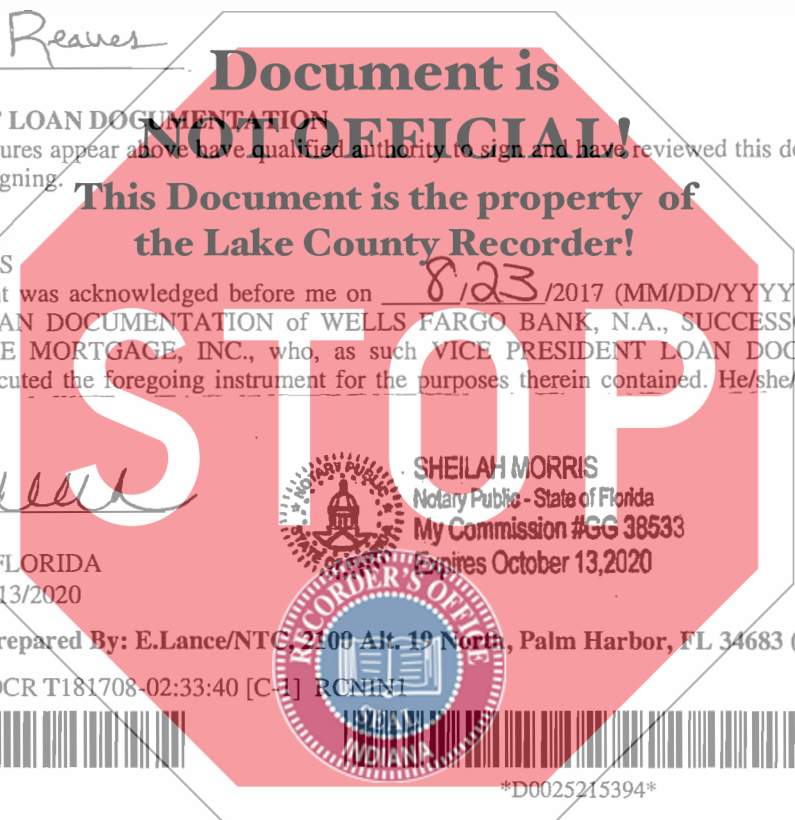 Reaves
Document is
T LOAN DOCUMENTATION
NOT OFFICIAL!
ures appear above have qualified authority to sign and have reviewed this do
gning.
This Document is the property of
the Lake County Recorder!
S
t was acknowledged before me on 8/23/2017 (MM/DD/YYYY
AN DOCUMENTATION of WELLS FARGO BANK, N.A., SUCCESSO
E MORTGAGE, INC., who, as such VICE PRESIDENT LOAN DOC
cuted the foregoing instrument for the purposes therein contained. He/she/
STOP
NOTARY PUBLIC
SHEILAH MORRIS
Notary Public - State of Florida
My Commission #GG 38533
Expires October 13,2020
FLORIDA
13/2020
RECORDER'S OFFICE
SEAL
INDIANA
repared By: E.Lance/NTC, 2100 Alt. 19 North, Palm Harbor, FL 34683 (
OCR T181708-02:33:40 [C-1] RCNIN1
*D0025215394*